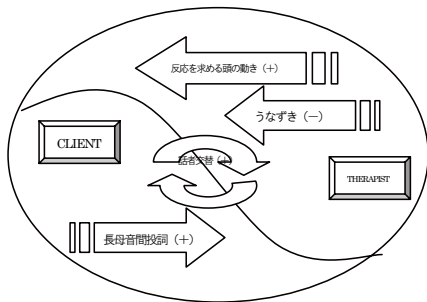 反応を求める頭の動き（＋）
うなずき（－）
CLIENT
話者交替（＋）
THERAPIST
長母音間投詞（＋）